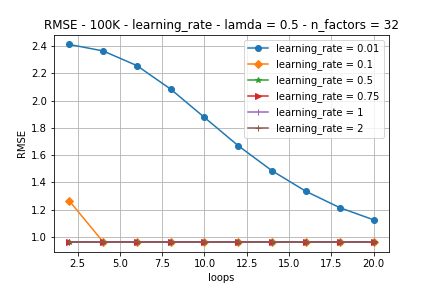 RMSE - 100K - learning_rate - lamda = 0.5 - n_factors = 32
learning_rate = 0.01
learning_rate = 0.1
learning_rate = 0.5
learning_rate = 0.75
learning_rate = 1
learning_rate = 2
RMSE
2.4
2.2
2.0
1.8
1.6
1.4
1.2
1.0
2.5 5.0 7.5 10.0 12.5 15.0 17.5 20.0
loops